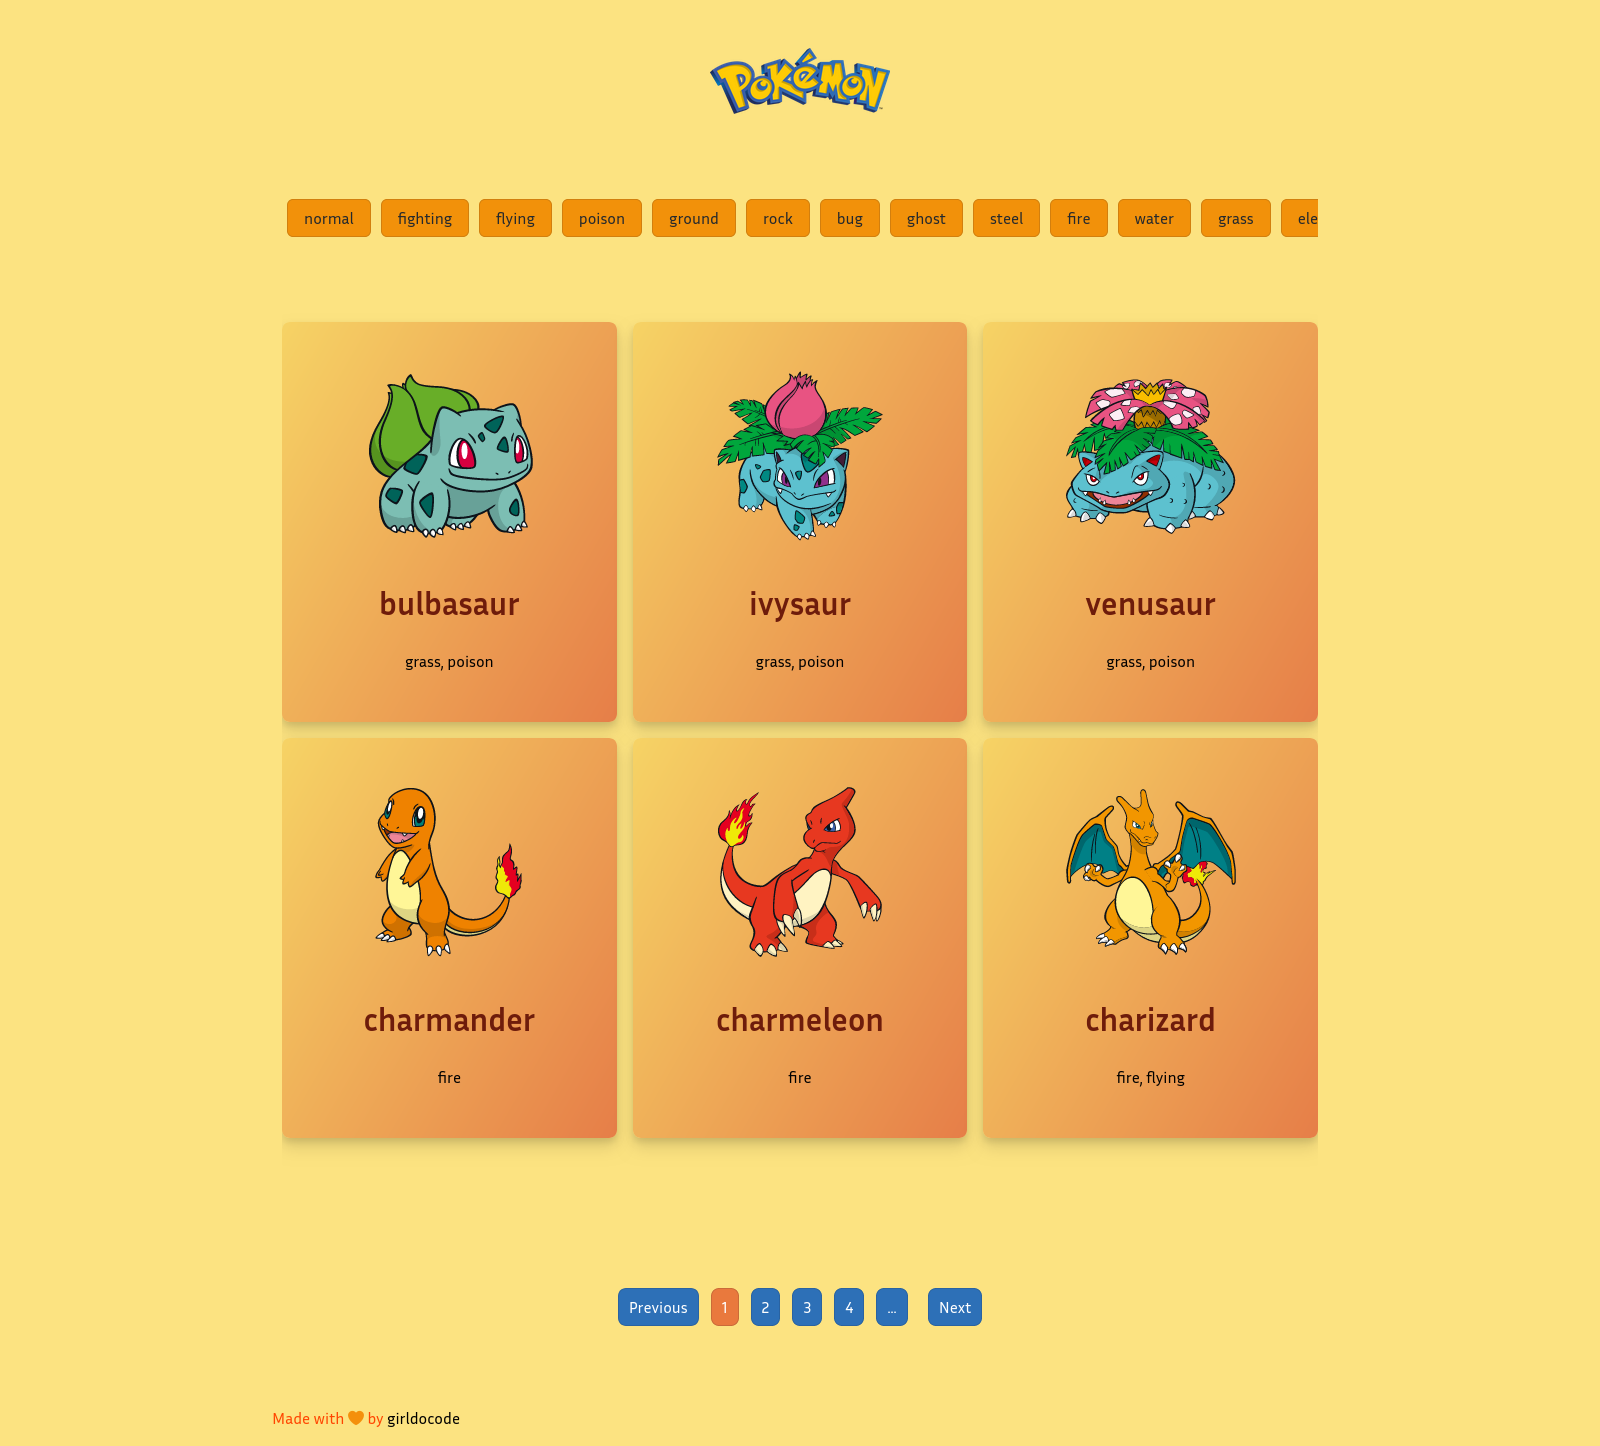 POKéMON
normal fighting flying poison ground rock bug ghost steel fire water grass ele
bulbasaur ivysaur venusaur
grass, poison grass, poison grass, poison
charmander charmeleon charizard
fire fire fire, flying
Previous 1 2 3 4 ... Next
Made with 🧡 by girldocode